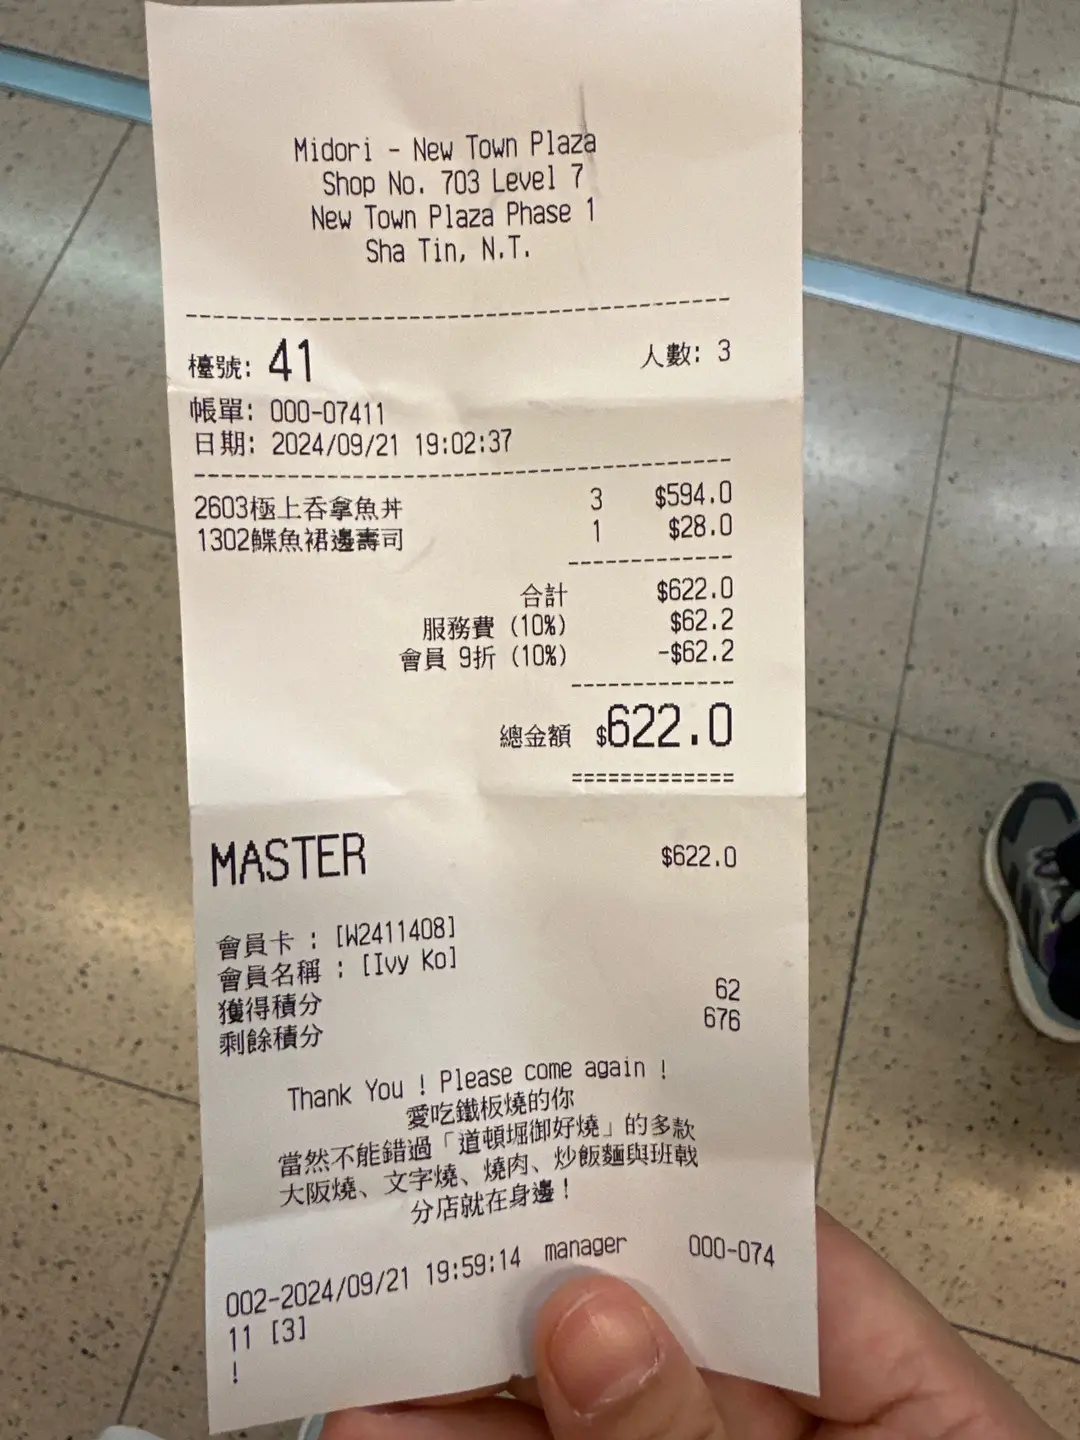 Midori - New Town Plaza
Shop No. 703 Level 7
New Town Plaza Phase 1
Sha Tin, N.T.
檯號: 41 人數: 3
帳單: 000-07411
日期: 2024/09/21 19:02:37
2603極上吞拿魚丼 3 $594.0
1302鰈魚裙邊壽司 1 $28.0
合計 $622.0
服務費 (10%) $62.2
會員 9折 (10%) -$62.2
總金額 $622.0
MASTER $622.0
會員卡 : [W2411408]
會員名稱 : [Ivy Ko]
獲得積分 62
剩餘積分 676
Thank You ! Please come again !
愛吃鐵板燒的你
當然不能錯過「道頓堀御好燒」的多款
大阪燒、文字燒、燒肉、炒飯麵與班戟
分店就在身邊!
002-2024/09/21 19:59:14 manager 000-074
11 [3]
!